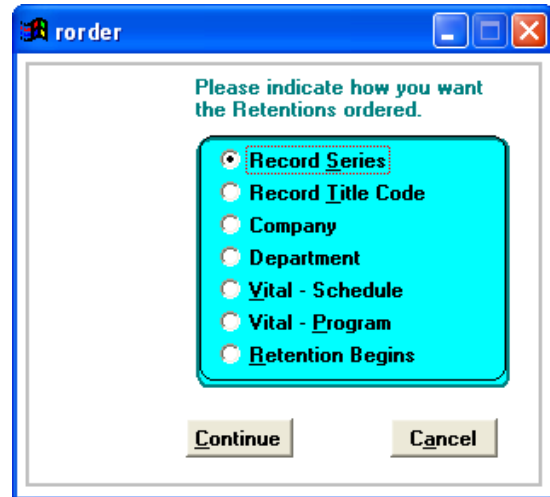 rorder
Please indicate how you want
the Retentions ordered.
Record Series
Record Title Code
Company
Department
Vital - Schedule
Vital - Program
Retention Begins
Continue
Cancel